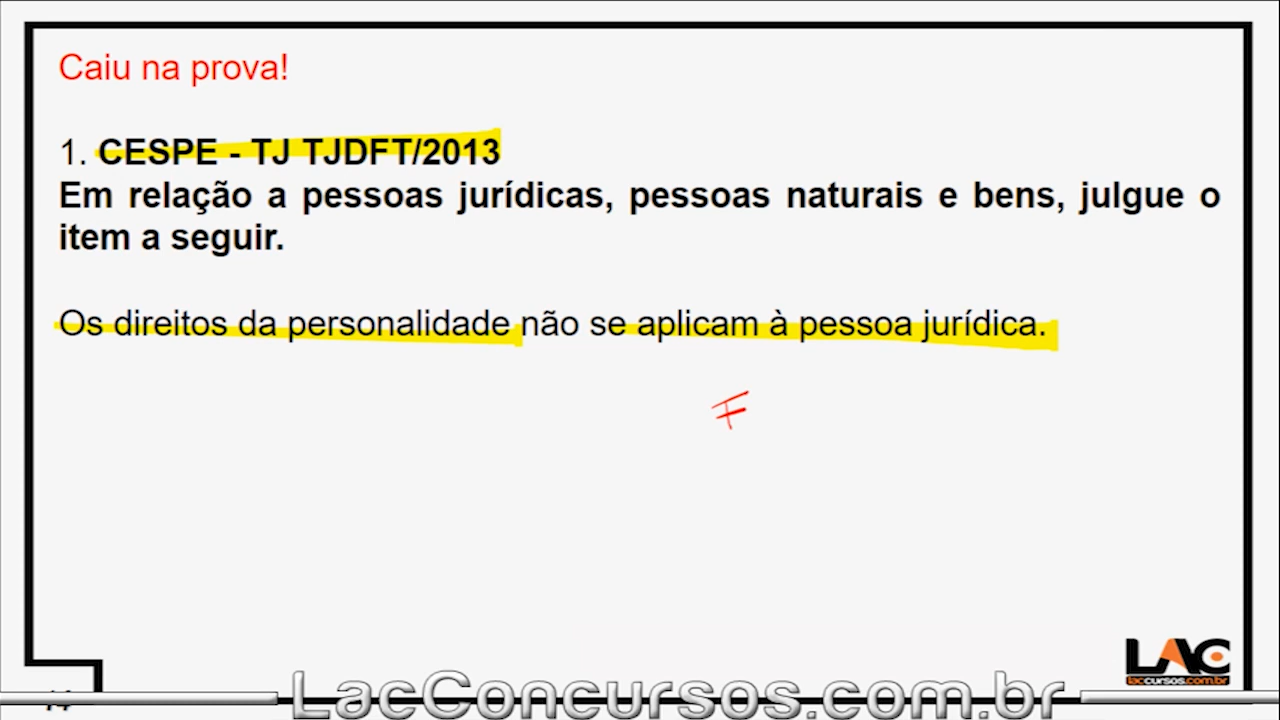 Caiu na prova!
1. CESPE - TJ TJDFT/2013
Em relação a pessoas jurídicas, pessoas naturais e bens, julgue o
item a seguir.
Os direitos da personalidade não se aplicam à pessoa jurídica.
F
LAC
laccursos.com.br
LacConcursos.com.br